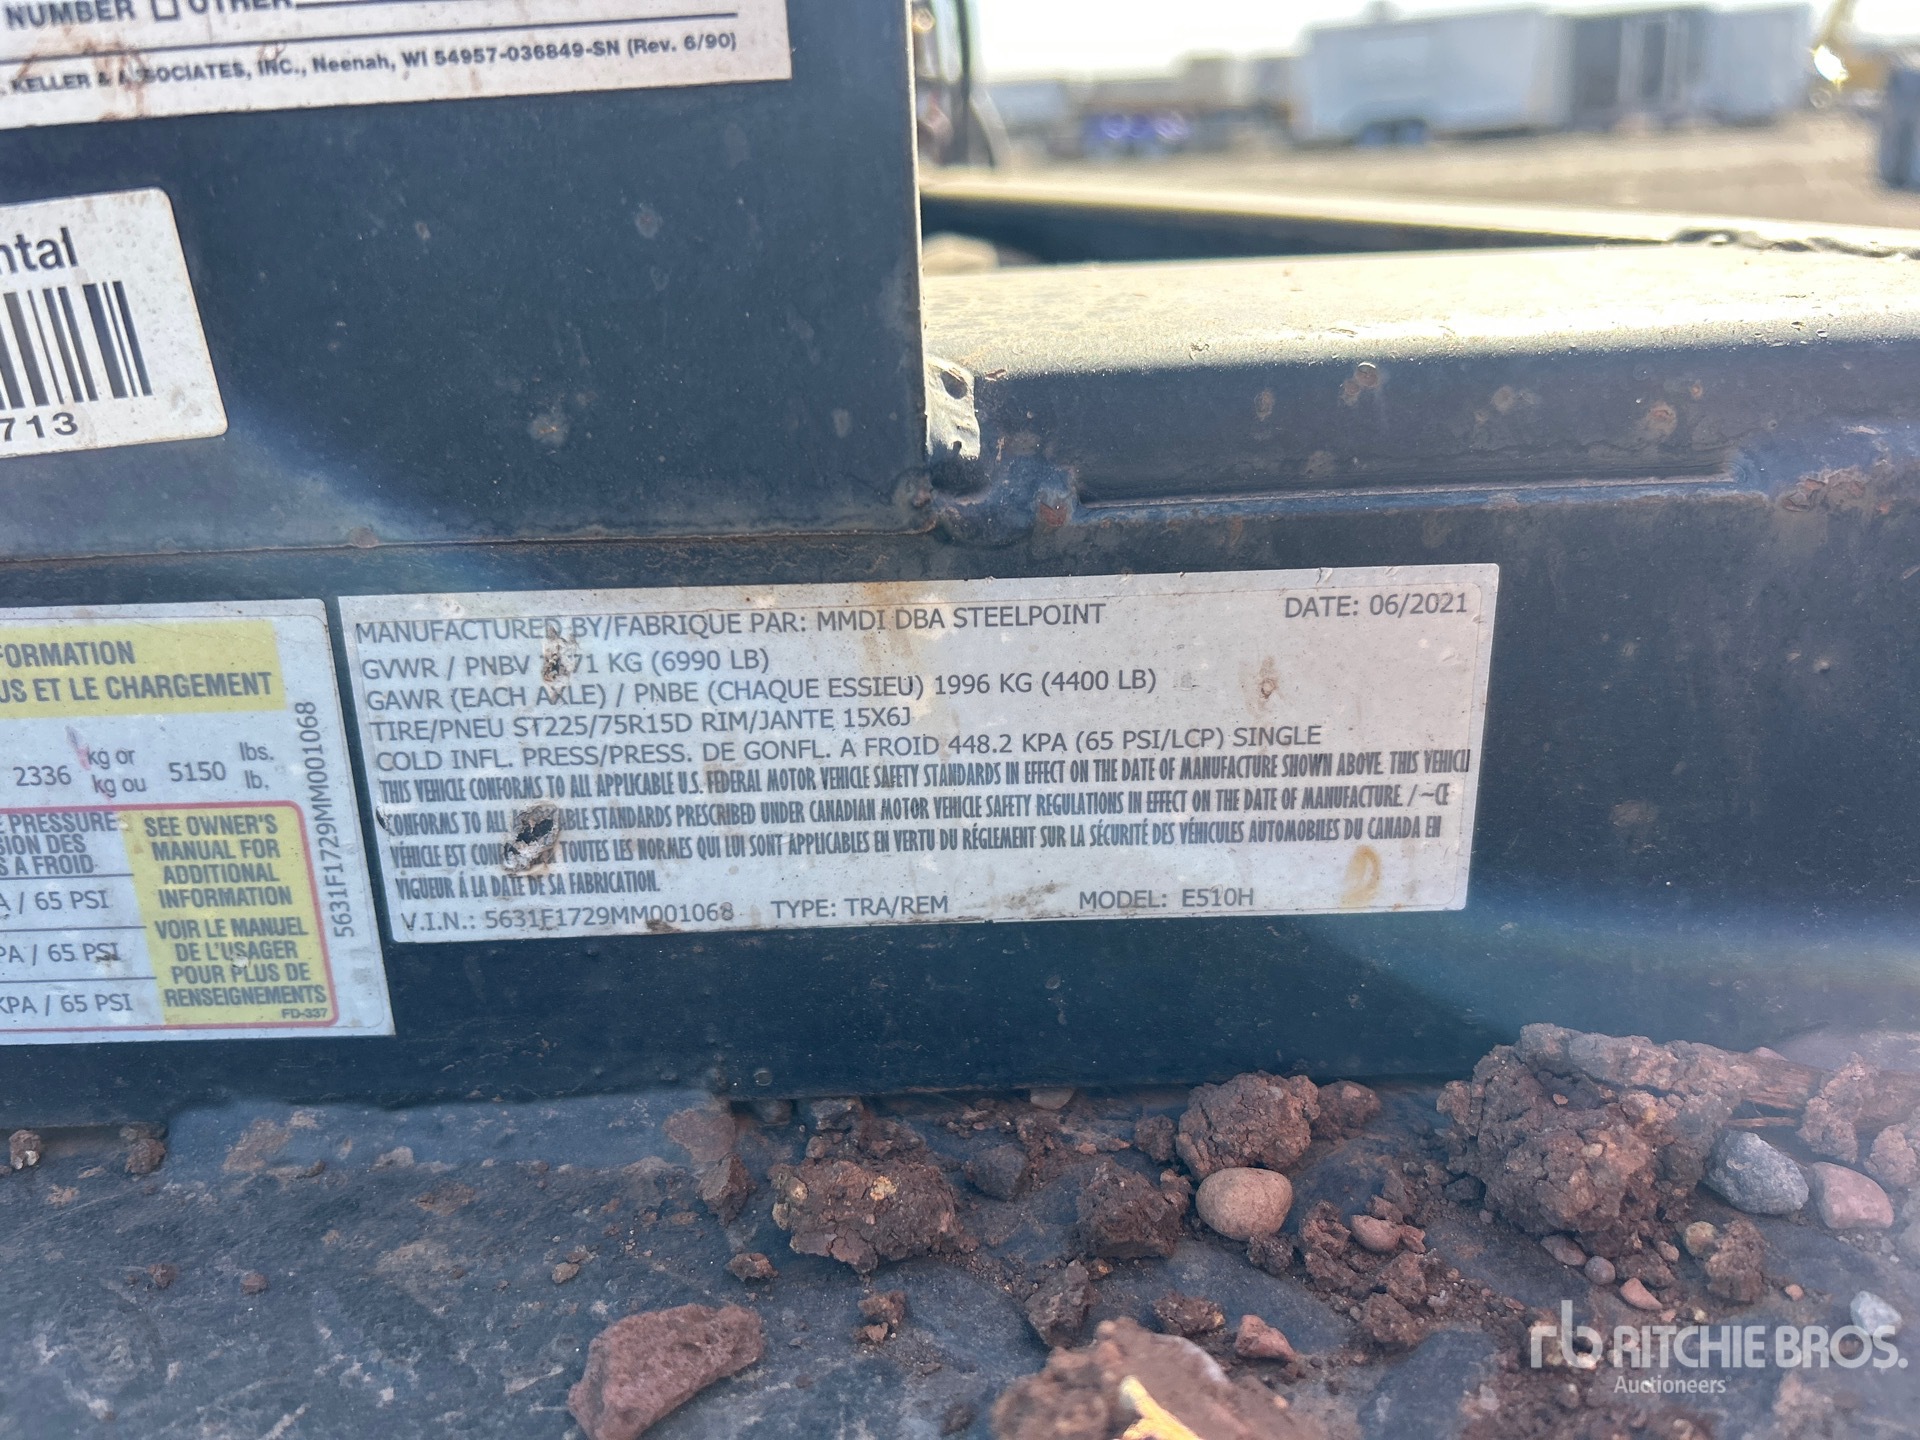 NUMBER OTHER
KELLER & ASSOCIATES, INC., Neenah, WI 54957-036849-SN (Rev. 6/90)
ntal
713
FORMATION
US ET LE CHARGEMENT
2336 kg or 5150 lbs.
kg ou lb.
5631F1729MM001068
E PRESSURE
SION DES
S A FROID
A / 65 PSI
PA / 65 PSI
KPA / 65 PSI
SEE OWNER'S
MANUAL FOR
ADDITIONAL
INFORMATION
VOIR LE MANUEL
DE L'USAGER
POUR PLUS DE
RENSEIGNEMENTS
FD-337
MANUFACTURED BY/FABRIQUE PAR: MMDI DBA STEELPOINT DATE: 06/2021
GVWR / PNBV 71 KG (6990 LB)
GAWR (EACH AXLE) / PNBE (CHAQUE ESSIEU) 1996 KG (4400 LB)
TIRE/PNEU ST225/75R15D RIM/JANTE 15X6J
COLD INFL. PRESS/PRESS. DE GONFL. A FROID 448.2 KPA (65 PSI/LCP) SINGLE
THIS VEHICLE CONFORMS TO ALL APPLICABLE U.S. FEDERAL MOTOR VEHICLE SAFETY STANDARDS IN EFFECT ON THE DATE OF MANUFACTURE SHOWN ABOVE. THIS VEHICLE
CONFORMS TO ALL ABLE STANDARDS PRESCRIBED UNDER CANADIAN MOTOR VEHICLE SAFETY REGULATIONS IN EFFECT ON THE DATE OF MANUFACTURE. / ~CE
VÉHICLE EST CONF TOUTES LES NORMES QUI LUI SONT APPLICABLES EN VERTU DU RÉGLEMENT SUR LA SÉCURITÉ DES VÉHICULES AUTOMOBILES DU CANADA EN
VIGUEUR Á LA DATE DE SA FABRICATION.
V.I.N.: 5631F1729MM001068 TYPE: TRA/REM MODEL: E510H
rb RITCHIE BROS.
Auctioneers